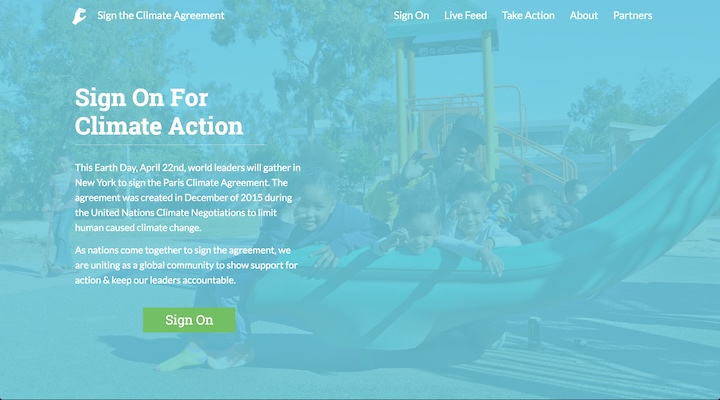 Sign the Climate Agreement
Sign On Live Feed Take Action About Partners
Sign On For
Climate Action
This Earth Day, April 22nd, world leaders will gather in
New York to sign the Paris Climate Agreement. The
agreement was created in December of 2015 during
the United Nations Climate Negotiations to limit
human caused climate change.
As nations come together to sign the agreement, we
are uniting as a global community to show support for
action & keep our leaders accountable.
Sign On